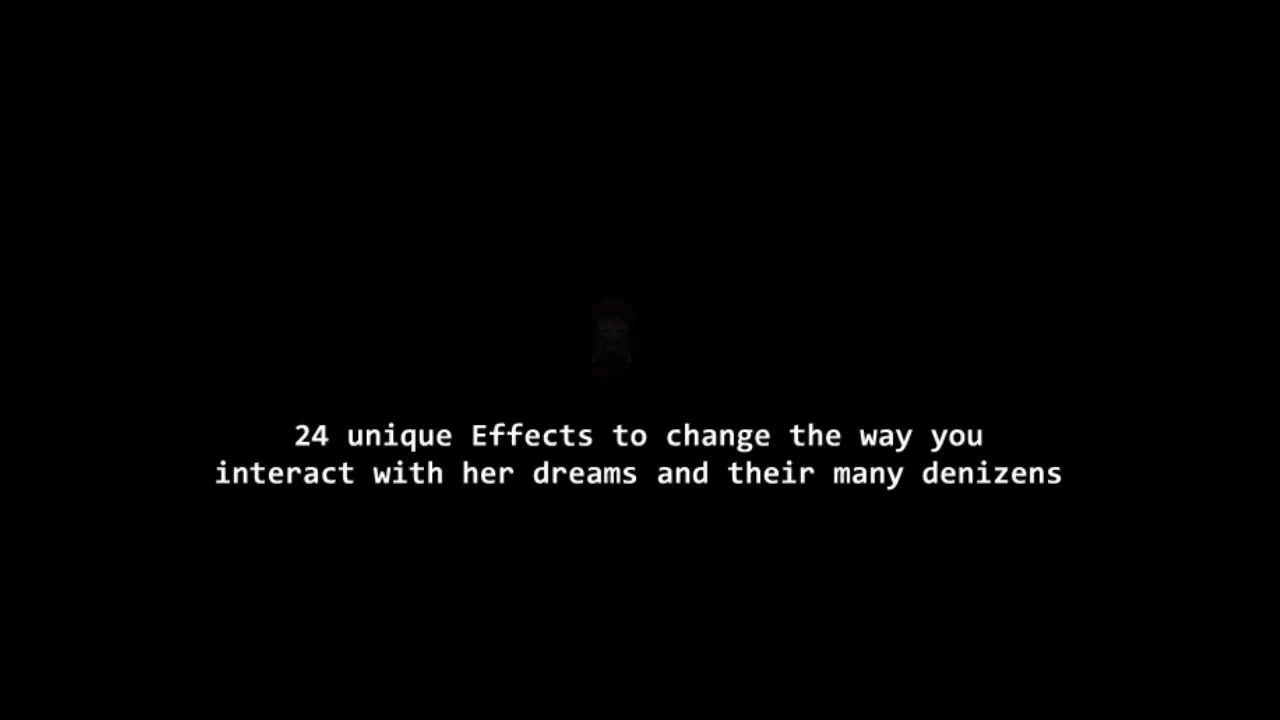 24 unique Effects to change the way you
interact with her dreams and their many denizens